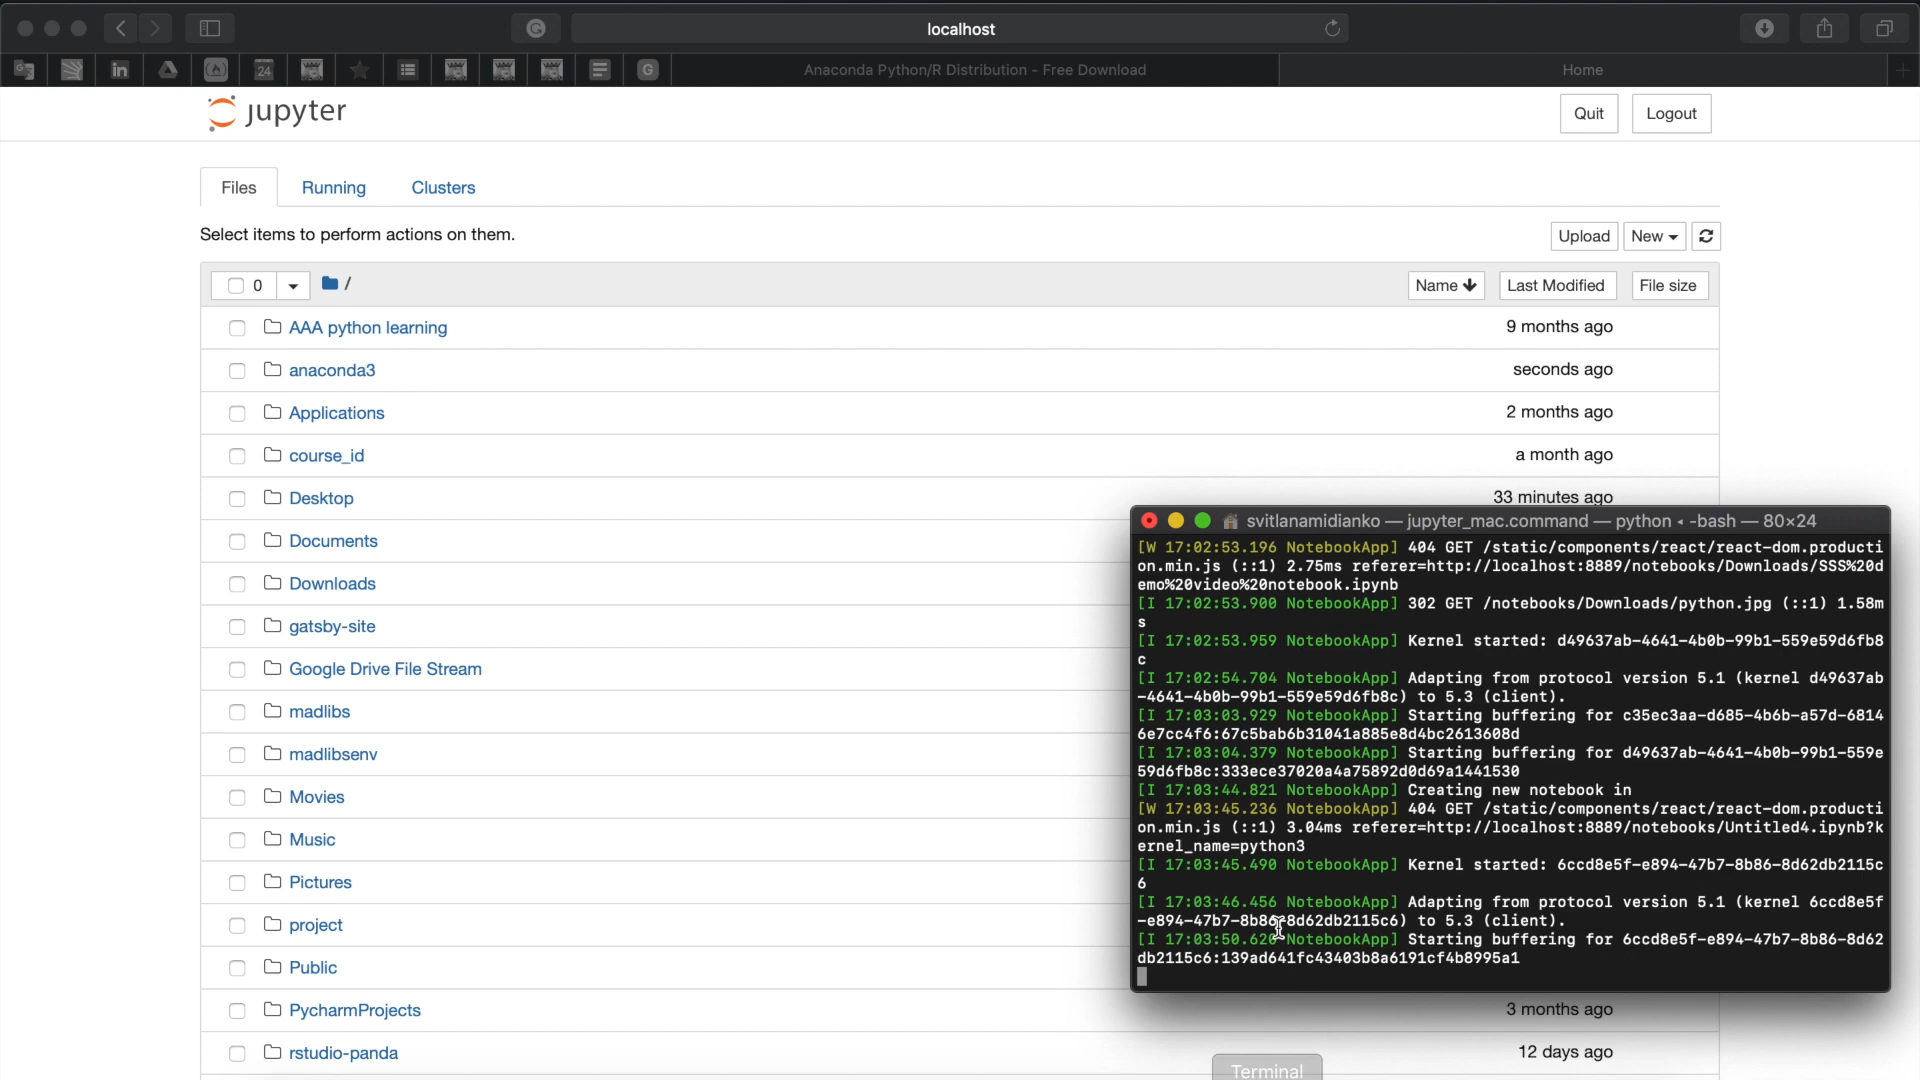 localhost
24
G
Anaconda Python/R Distribution - Free Download
Home
jupyter
Quit
Logout
Files
Running
Clusters
Select items to perform actions on them.
Upload
New
0
/
Name
Last Modified
File size
AAA python learning
9 months ago
anaconda3
seconds ago
Applications
2 months ago
course_id
a month ago
Desktop
33 minutes ago
Documents
Downloads
gatsby-site
Google Drive File Stream
madlibs
madlibsenv
Movies
Music
Pictures
project
Public
PycharmProjects
3 months ago
rstudio-panda
12 days ago
svitlanamidianko — jupyter_mac.command — python ◂ -bash — 80×24
[W 17:02:53.196 NotebookApp] 404 GET /static/components/react/react-dom.producti
on.min.js (::1) 2.75ms referer=http://localhost:8889/notebooks/Downloads/SSS%20d
emo%20video%20notebook.ipynb
[I 17:02:53.900 NotebookApp] 302 GET /notebooks/Downloads/python.jpg (::1) 1.58m
s
[I 17:02:53.959 NotebookApp] Kernel started: d49637ab-4641-4b0b-99b1-559e59d6fb8
c
[I 17:02:54.704 NotebookApp] Adapting from protocol version 5.1 (kernel d49637ab
-4641-4b0b-99b1-559e59d6fb8c) to 5.3 (client).
[I 17:03:03.929 NotebookApp] Starting buffering for c35ec3aa-d685-4b6b-a57d-6814
6e7cc4f6:67c5bab6b31041a885e8d4bc2613608d
[I 17:03:04.379 NotebookApp] Starting buffering for d49637ab-4641-4b0b-99b1-559e
59d6fb8c:333ece37020a4a75892d0d69a1441530
[I 17:03:44.821 NotebookApp] Creating new notebook in
[W 17:03:45.236 NotebookApp] 404 GET /static/components/react/react-dom.producti
on.min.js (::1) 3.04ms referer=http://localhost:8889/notebooks/Untitled4.ipynb?k
ernel_name=python3
[I 17:03:45.490 NotebookApp] Kernel started: 6ccd8e5f-e894-47b7-8b86-8d62db2115c
6
[I 17:03:46.456 NotebookApp] Adapting from protocol version 5.1 (kernel 6ccd8e5f
-e894-47b7-8b86-8d62db2115c6) to 5.3 (client).
[I 17:03:50.620 NotebookApp] Starting buffering for 6ccd8e5f-e894-47b7-8b86-8d62
db2115c6:139ad641fc43403b8a6191cf4b8995a1
Terminal